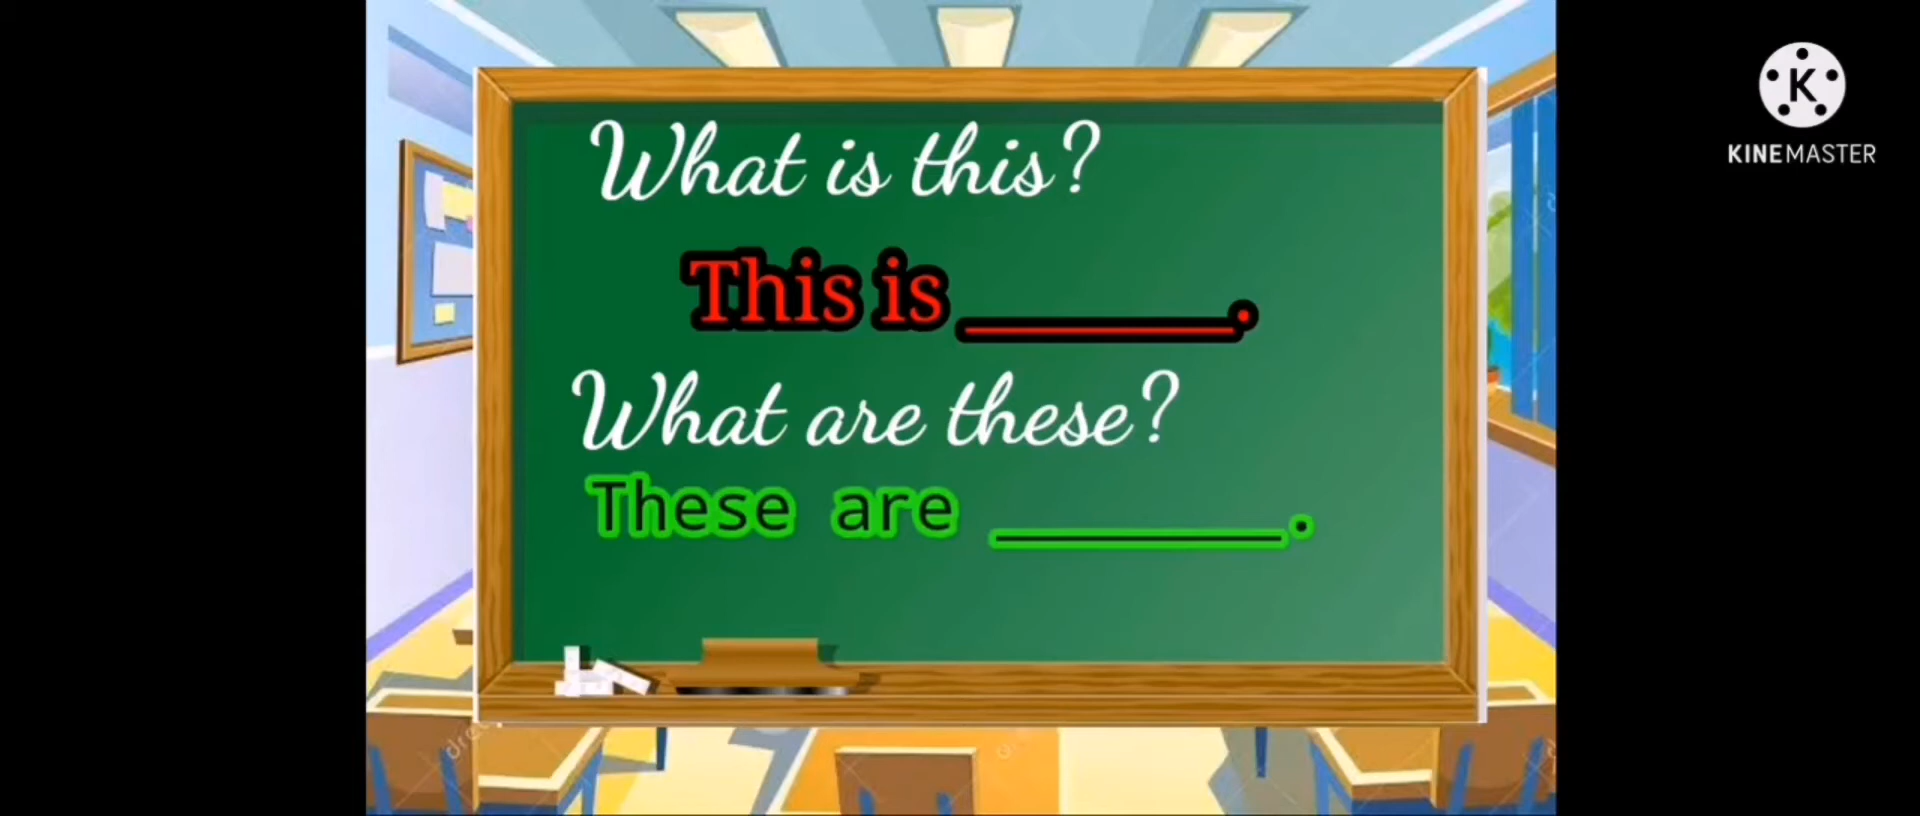 What is this?
This is ______.
What are these?
These are ______.
K
KINEMASTER